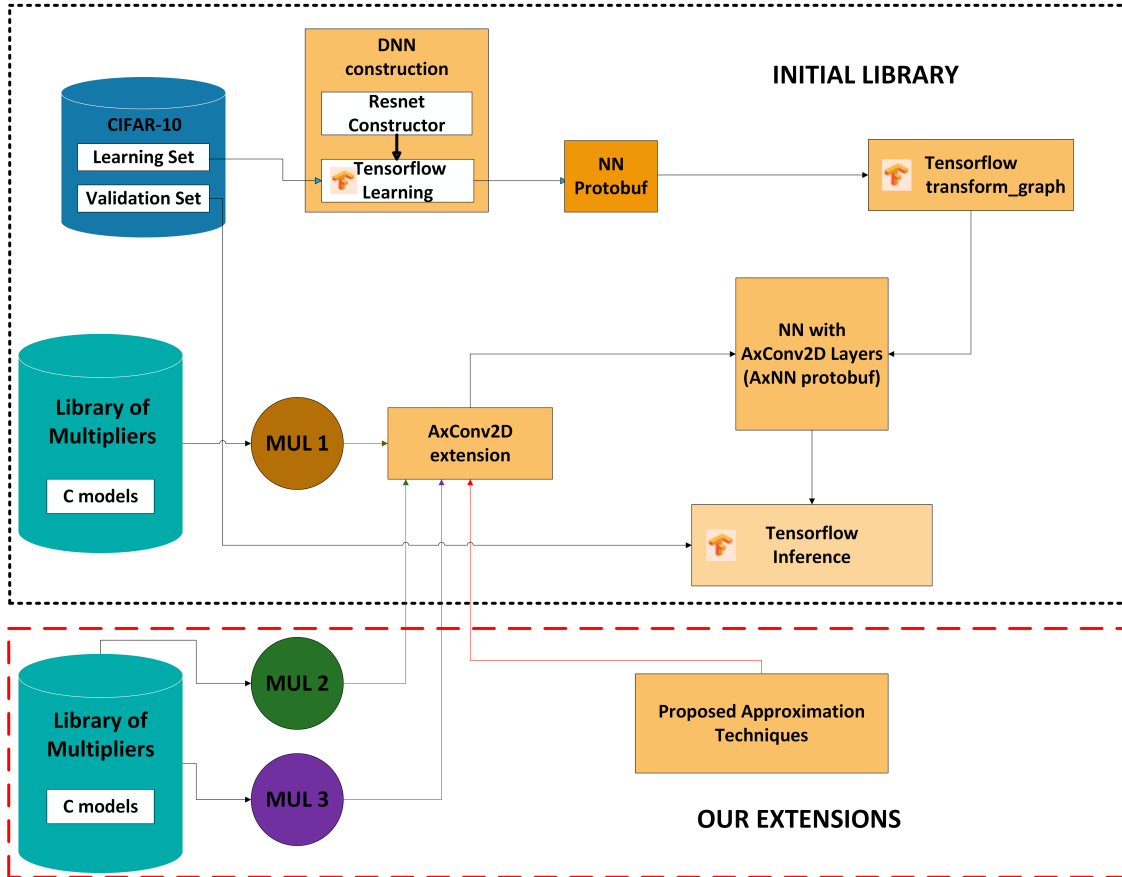 DNN
construction
INITIAL LIBRARY
Resnet
Constructor
CIFAR-10
Learning Set
Tensorflow
Learning
NN
Protobuf
Tensorflow
transform_graph
Validation Set
NN with
AxConv2D Layers
(AxNN protobuf)
Library of
Multipliers
MUL 1
AxConv2D
extension
C models
Tensorflow
Inference
MUL 2
Library of
Multipliers
Proposed Approximation
Techniques
MUL 3
C models
OUR EXTENSIONS